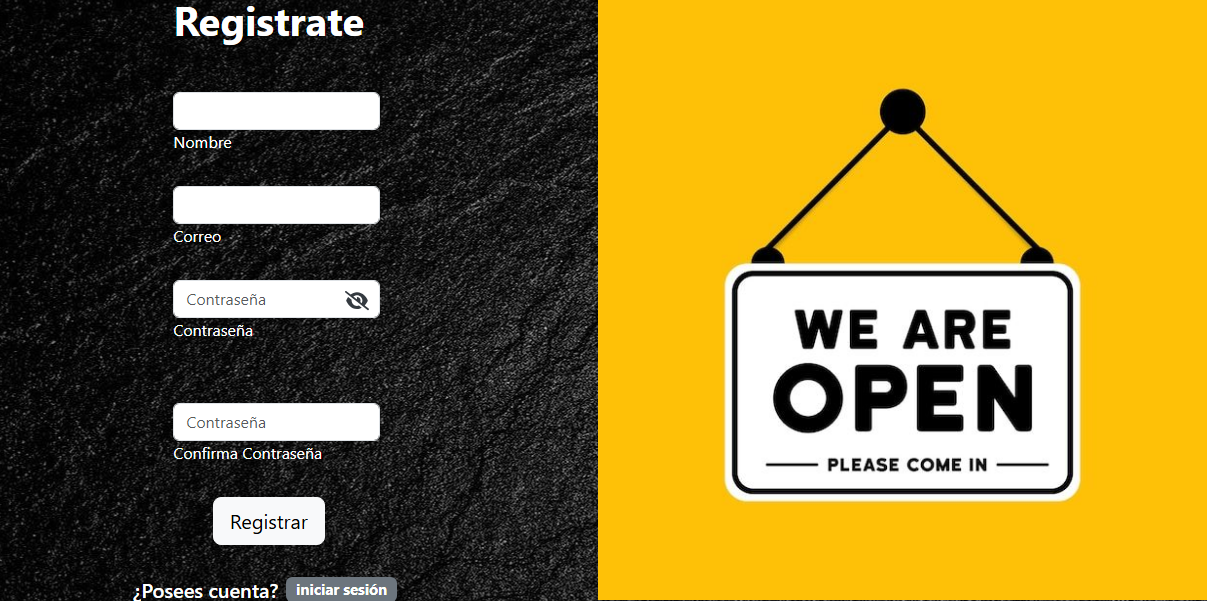 Registrate
Nombre
Correo
Contraseña
Contraseña
Contraseña
Confirma Contraseña
Registrar
¿Posees cuenta? iniciar sesión
WE ARE
OPEN
PLEASE COME IN